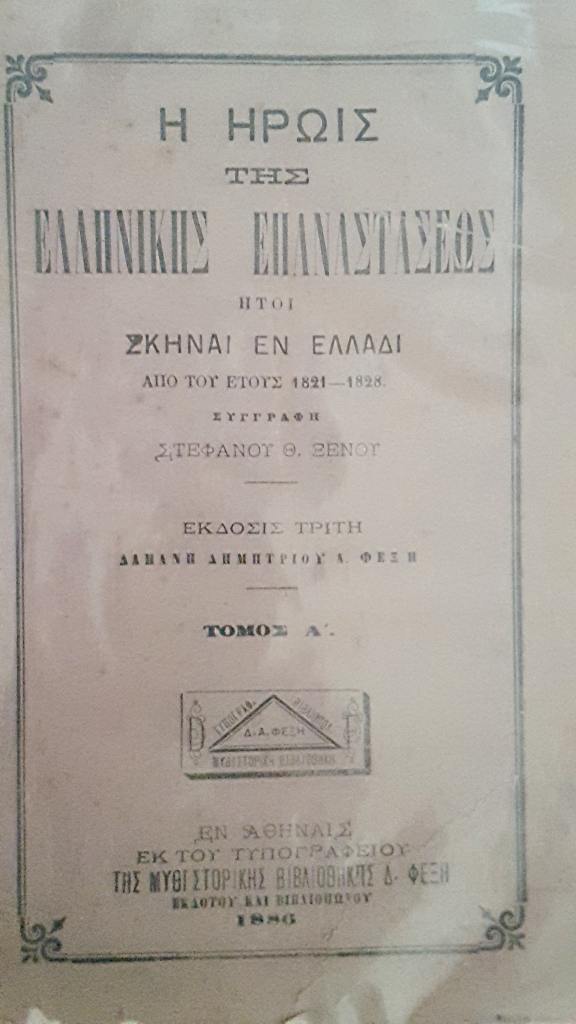 Η ΗΡΩΙΣ
ΤΗΣ
ΕΛΛΗΝΙΚΗΣ ΕΠΑΝΑΣΤΑΣΕΩΣ
ΗΤΟΙ
ΣΚΗΝΑΙ ΕΝ ΕΛΛΑΔΙ
ΑΠΟ ΤΟΥ ΕΤΟΥΣ 1821—1828.
ΣΥΓΓΡΑΦΗ
ΣΤΕΦΑΝΟΥ Θ. ΞΕΝΟΥ
ΕΚΔΟΣΙΣ ΤΡΙΤΗ
ΔΑΠΑΝΗ ΔΗΜΗΤΡΙΟΥ Α. ΦΕΞΗ
ΤΟΜΟΣ Α΄.
ΤΥΠΟΓΡΑΦ. ΒΙΒΛΙΟΠΩΛ.
Δ. Α. ΦΕΞΗ
ΜΥΘΙΣΤΟΡΙΚΗ ΒΙΒΛΙΟΘΗΚΗ
ΕΝ ΑΘΗΝΑΙΣ
ΕΚ ΤΟΥ ΤΥΠΟΓΡΑΦΕΙΟΥ
ΤΗΣ ΜΥΘΙΣΤΟΡΙΚΗΣ ΒΙΒΛΙΟΘΗΚΗΣ Δ. ΦΕΞΗ
ΕΚΔΟΤΟΥ ΚΑΙ ΒΙΒΛΙΟΠΩΛΟΥ
1886